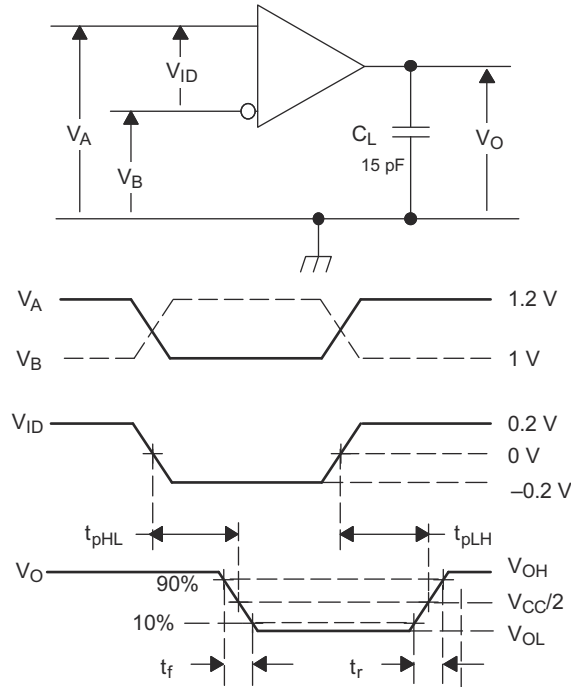 V_ID
V_A
V_B
C_L
15 pF
V_O
V_A
1.2 V
V_B
1 V
V_ID
0.2 V
0 V
–0.2 V
t_pHL
t_pLH
V_O
V_OH
90%
V_CC/2
10%
V_OL
t_f
t_r